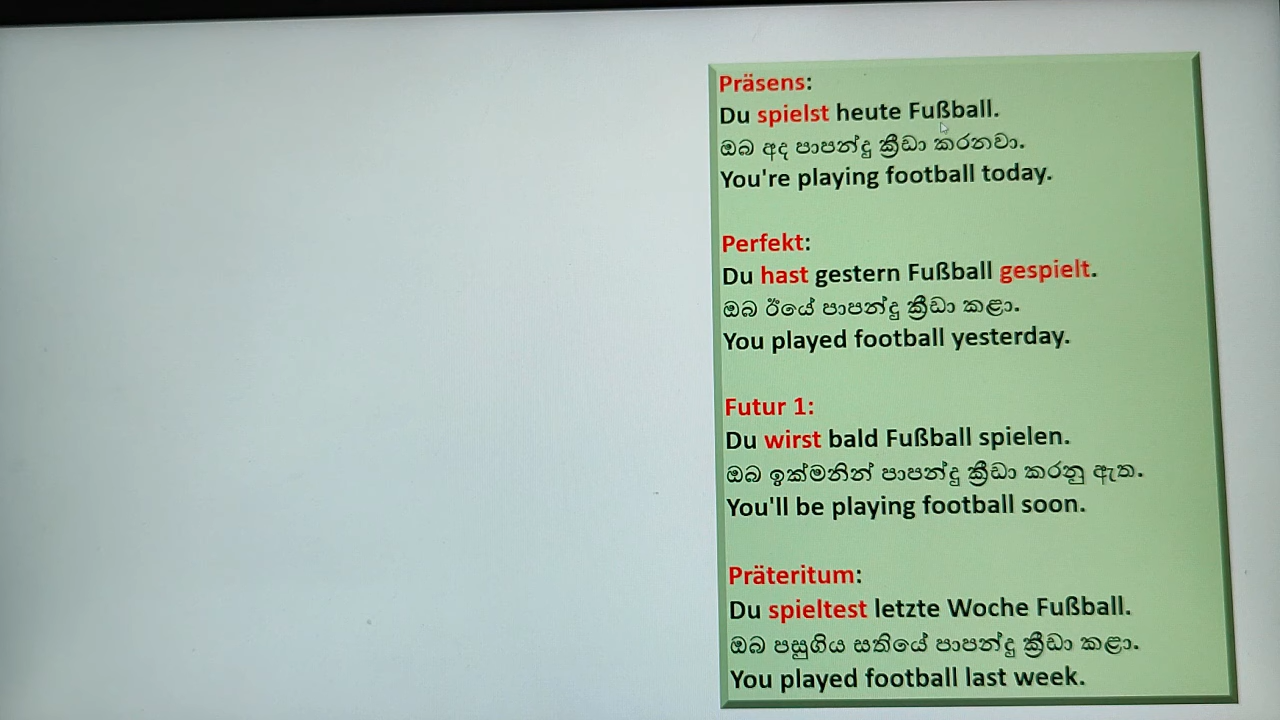 Präsens:
Du spielst heute Fußball.
ඔබ අද පාපන්දු ක්‍රීඩා කරනවා.
You're playing football today.
Perfekt:
Du hast gestern Fußball gespielt.
ඔබ ඊයේ පාපන්දු ක්‍රීඩා කළා.
You played football yesterday.
Futur 1:
Du wirst bald Fußball spielen.
ඔබ ඉක්මනින් පාපන්දු ක්‍රීඩා කරනු ඇත.
You'll be playing football soon.
Präteritum:
Du spieltest letzte Woche Fußball.
ඔබ පසුගිය සතියේ පාපන්දු ක්‍රීඩා කළා.
You played football last week.